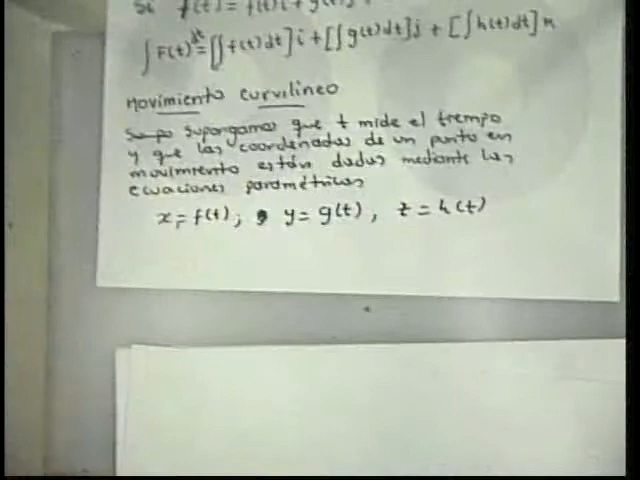 Si f(t) = f(t) i + g(t) j
∫ F(t) dt = [∫ f(t) dt] i + [∫ g(t) dt] j + [∫ h(t) dt] k
Movimiento curvilineo
Supongamos que t mide el tiempo
y que las coordenadas de un punto en
movimiento están dadas mediante las
ecuaciones paramétricas
x = f(t); y = g(t), z = h(t)